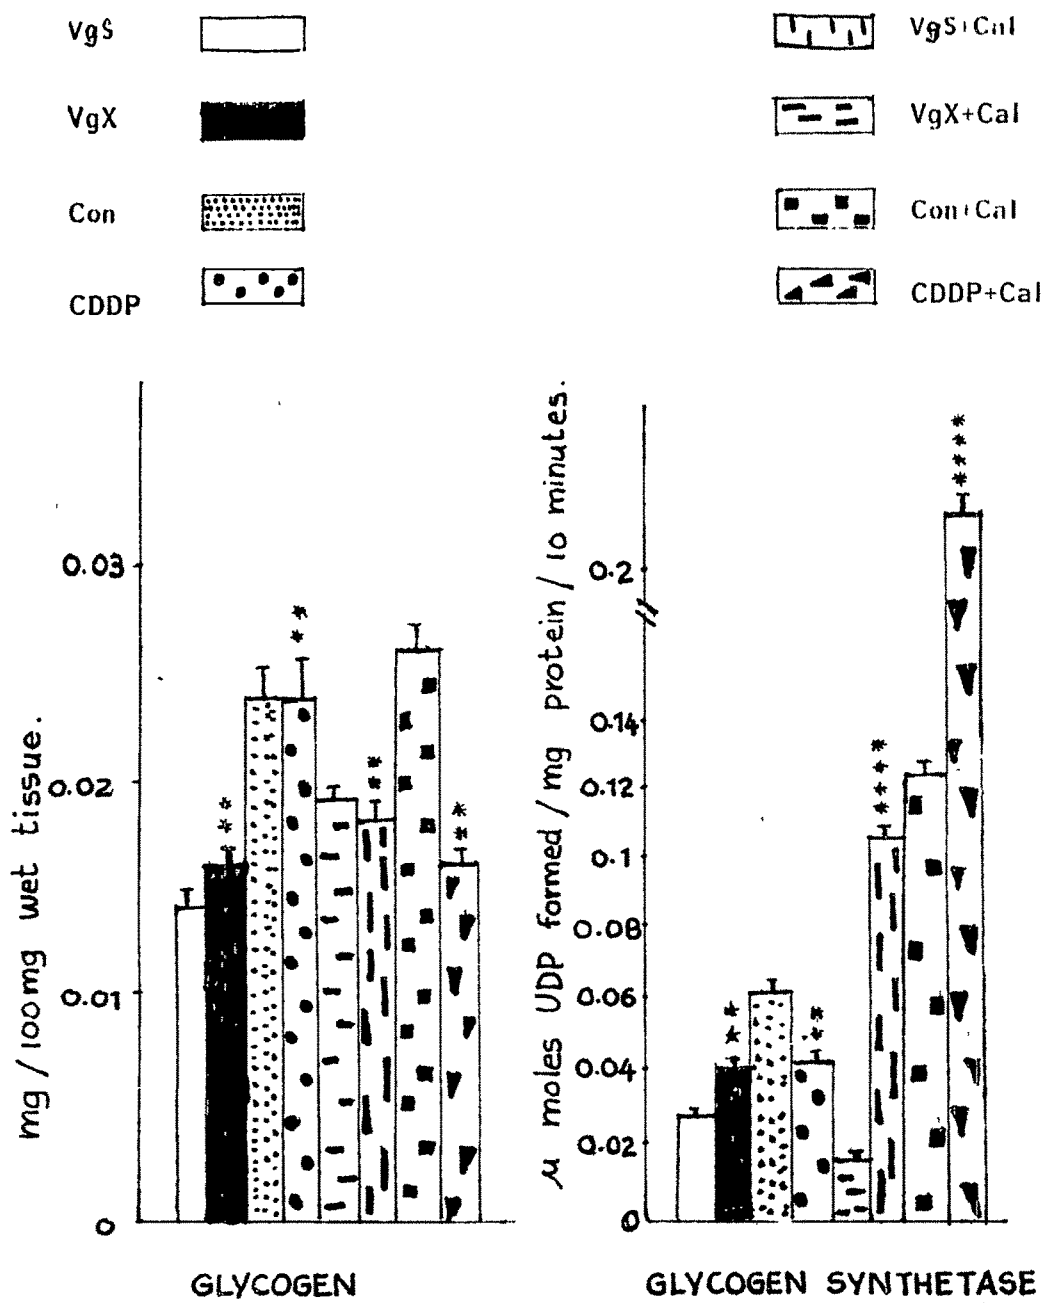 VgS
VgX
Con
CDDP
VgS+Cal
VgX+Cal
Con+Cal
CDDP+Cal
mg / 100mg wet tissue.
0.03
0.02
0.01
0
**
**
**
**
GLYCOGEN
µ moles UDP formed / mg protein / 10 minutes.
0.2
0.14
0.12
0.1
0.08
0.06
0.04
0.02
0
**
**
****
****
GLYCOGEN SYNTHETASE